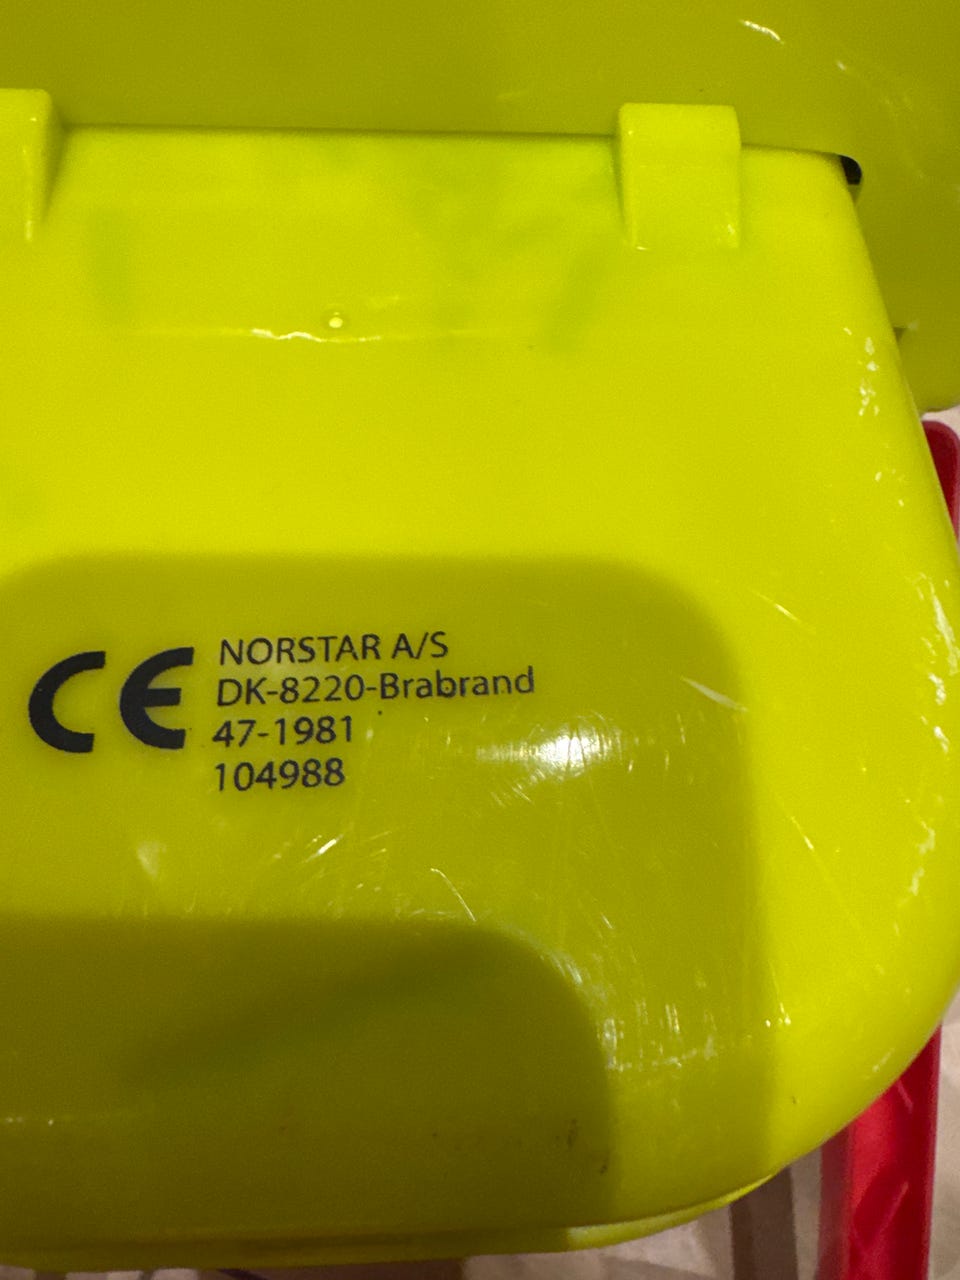 CE NORSTAR A/S
DK-8220-Brabrand
47-1981
104988